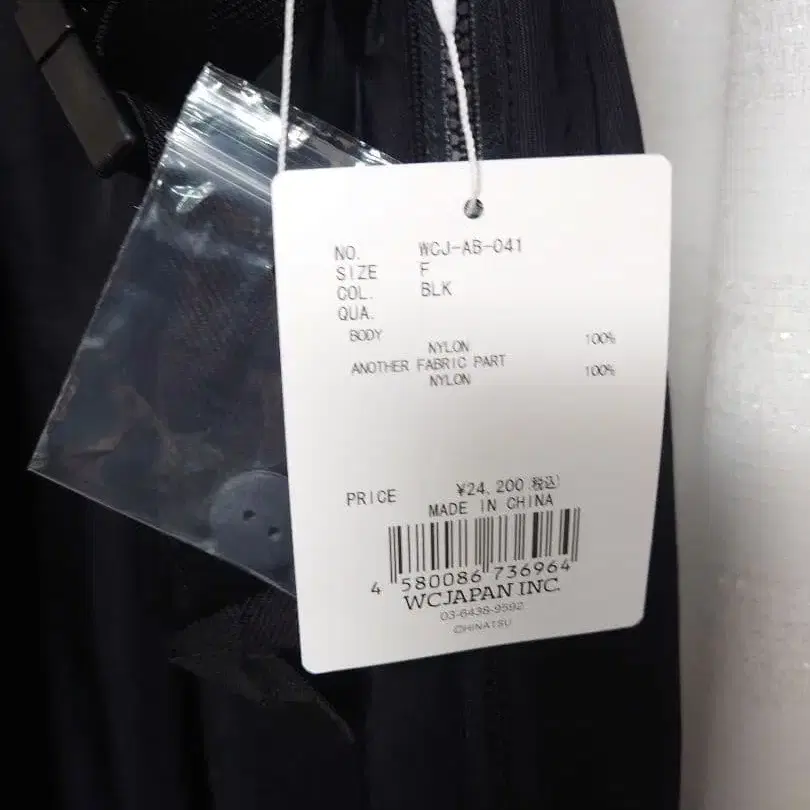 NO. WCJ-AB-041
SIZE F
COL. BLK
QUA.
BODY
NYLON 100%
ANOTHER FABRIC PART
NYLON 100%
PRICE ¥24,200(税込)
MADE IN CHINA
4 580086 736964
WCJAPAN INC.
03-6438-9592
©HINATSU